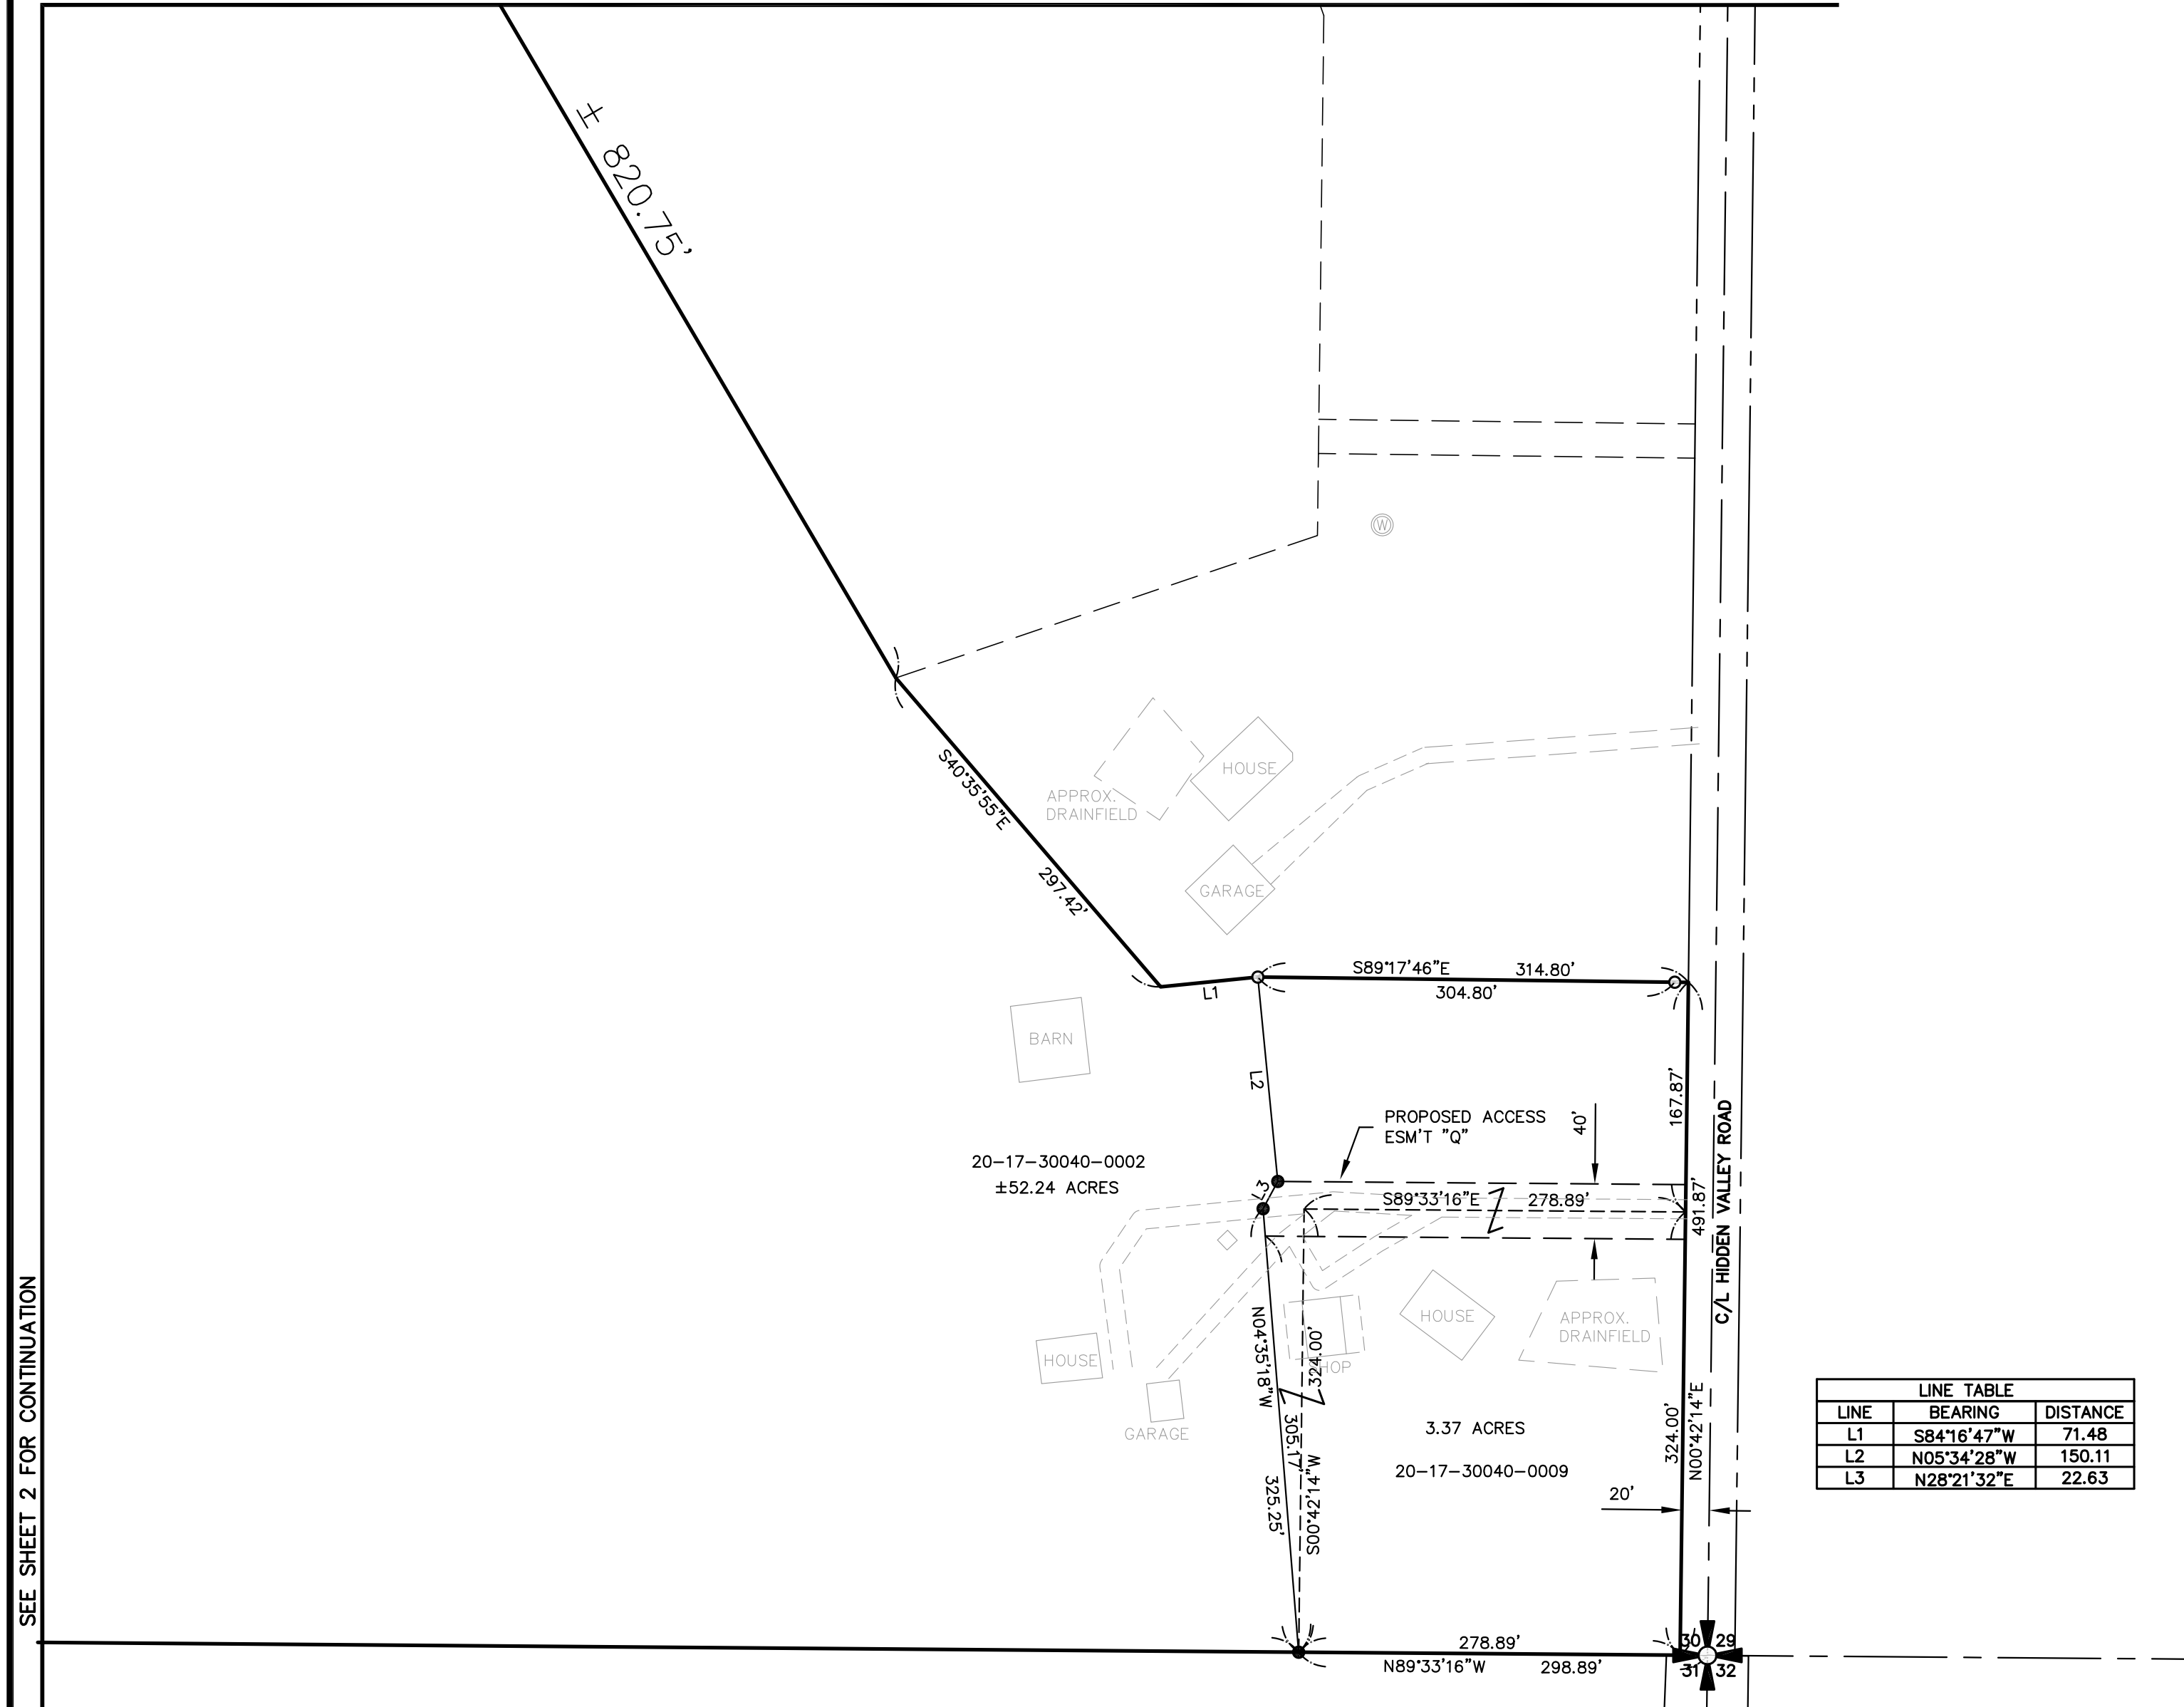 ± 820.75'
W
S40°35'55"E
297.42'
APPROX.
DRAINFIELD
HOUSE
GARAGE
S89°17'46"E 314.80'
304.80'
L1
BARN
L2
167.87'
PROPOSED ACCESS
ESM'T "Q"
40'
C/L HIDDEN VALLEY ROAD
20-17-30040-0002
±52.24 ACRES
L3
S89°33'16"E 278.89'
491.87'
HOUSE
APPROX.
DRAINFIELD
N04°35'18"W
305.17'
325.25'
324.00'
S00°42'14"W
HOP
HOUSE
GARAGE
3.37 ACRES
20-17-30040-0009
324.00'
N00°42'14"E
20'
SEE SHEET 2 FOR CONTINUATION
LINE TABLE
LINE BEARING DISTANCE
L1 S84°16'47"W 71.48
L2 N05°34'28"W 150.11
L3 N28°21'32"E 22.63
278.89'
N89°33'16"W 298.89'
30 29
31 32